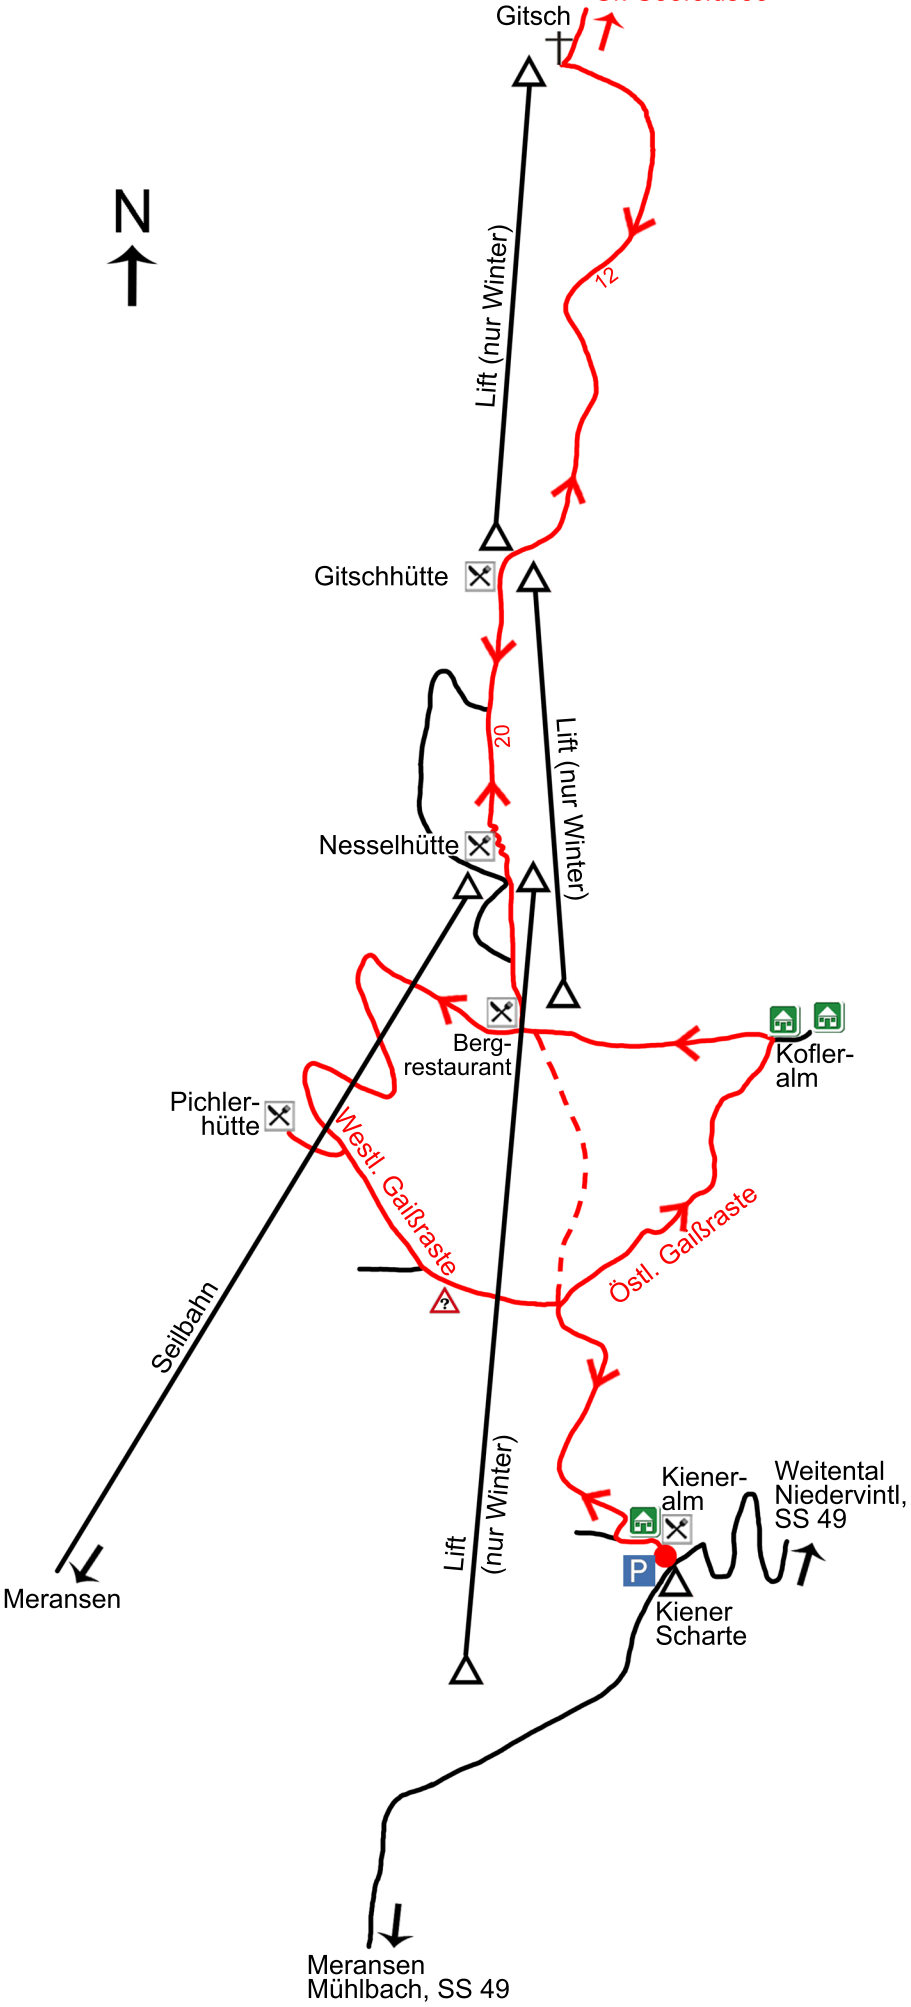 Gitsch
N
Lift (nur Winter)
12
Gitschhütte
20
Lift (nur Winter)
Nesselhütte
Berg-
restaurant
Kofler-
alm
Pichler-
hütte
Westl. Gaißraste
Östl. Gaißraste
?
Seilbahn
Lift
(nur Winter)
Kiener-
alm
Weitental
Niedervintl,
SS 49
P
Meransen
Kiener
Scharte
Meransen
Mühlbach, SS 49